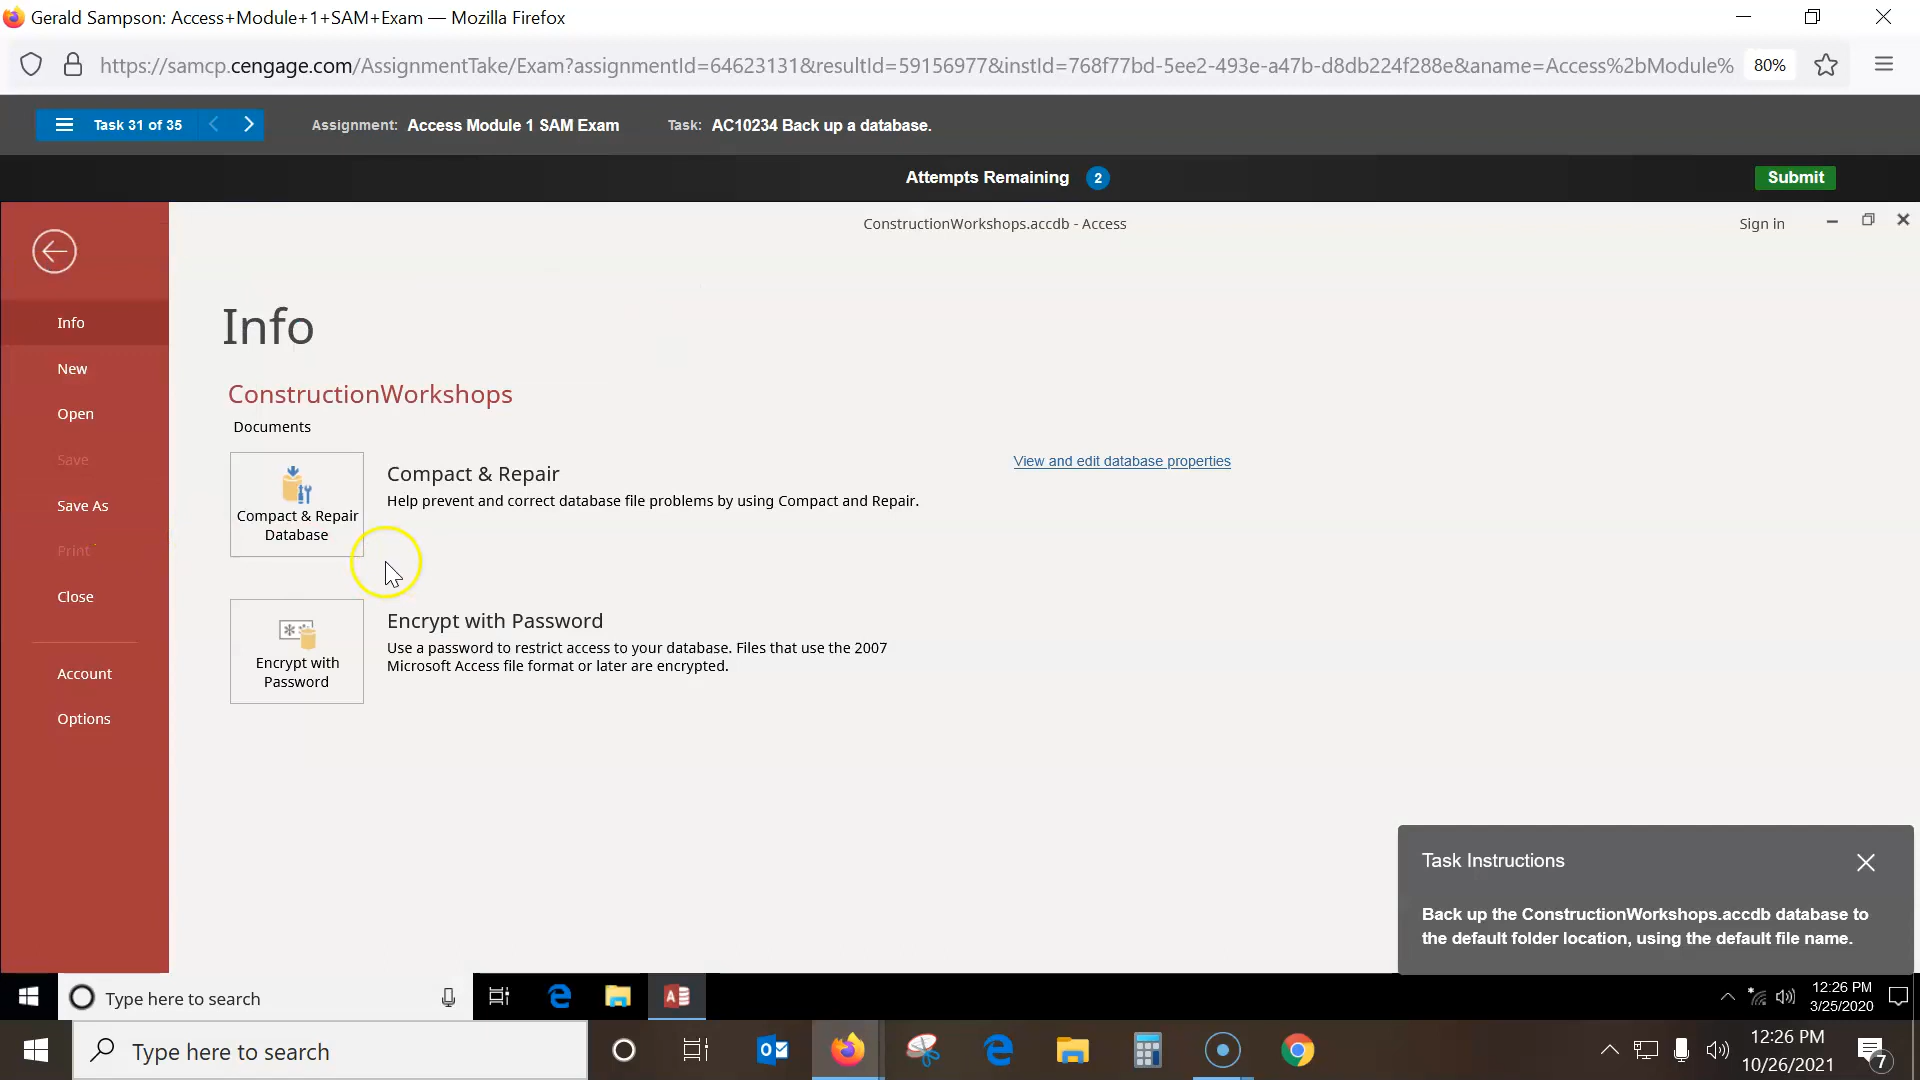 Gerald Sampson: Access+Module+1+SAM+Exam — Mozilla Firefox
https://samcp.cengage.com/AssignmentTake/Exam?assignmentId=64623131&resultId=59156977&instId=768f77bd-5ee2-493e-a47b-d8db224f288e&aname=Access%2bModule%
80%
Task 31 of 35
Assignment: Access Module 1 SAM Exam
Task: AC10234 Back up a database.
Attempts Remaining 2
Submit
ConstructionWorkshops.accdb - Access
Sign in
Info
New
Open
Save
Save As
Print
Close
Account
Options
Info
ConstructionWorkshops
Documents
Compact & Repair
Database
Compact & Repair
Help prevent and correct database file problems by using Compact and Repair.
View and edit database properties
Encrypt with
Password
Encrypt with Password
Use a password to restrict access to your database. Files that use the 2007
Microsoft Access file format or later are encrypted.
Task Instructions
Back up the ConstructionWorkshops.accdb database to
the default folder location, using the default file name.
Type here to search
12:26 PM
3/25/2020
Type here to search
12:26 PM
10/26/2021
7